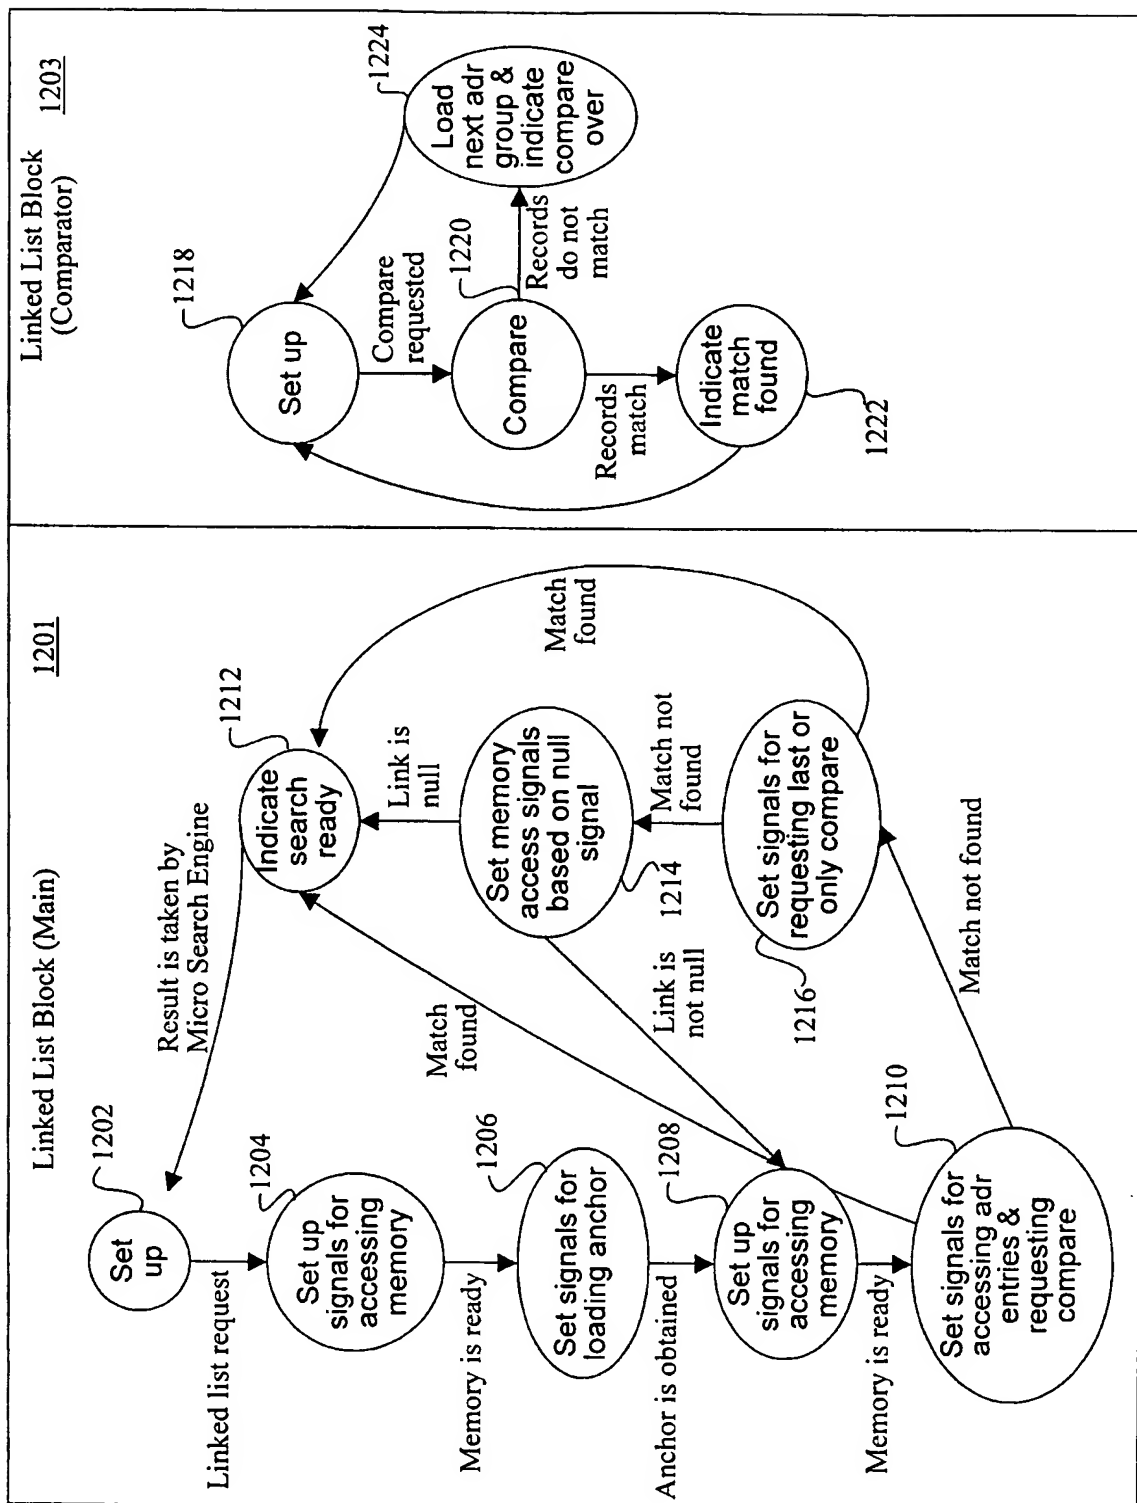 Linked List Block (Main)
1201
1202
Set
up
Linked list request
1204
Set up
signals for
accessing
memory
Memory is ready
1206
Set signals for
loading anchor
Anchor is obtained
1208
Set up
signals for
accessing
memory
Memory is ready
1210
Set signals for
accessing adr
entries &
requesting
compare
Match not found
1216
Set signals for
requesting last or
only compare
Match not
found
Match
found
1214
Set memory
access signals
based on null
signal
Link is
not null
Link is
null
Match
found
1212
Indicate
search
ready
Result is taken by
Micro Search Engine
Linked List Block
(Comparator)
1203
1218
Set up
Compare
requested
1220
Compare
Records
do not
match
1224
Load
next adr
group &
indicate
compare
over
Records
match
Indicate
match
found
1222